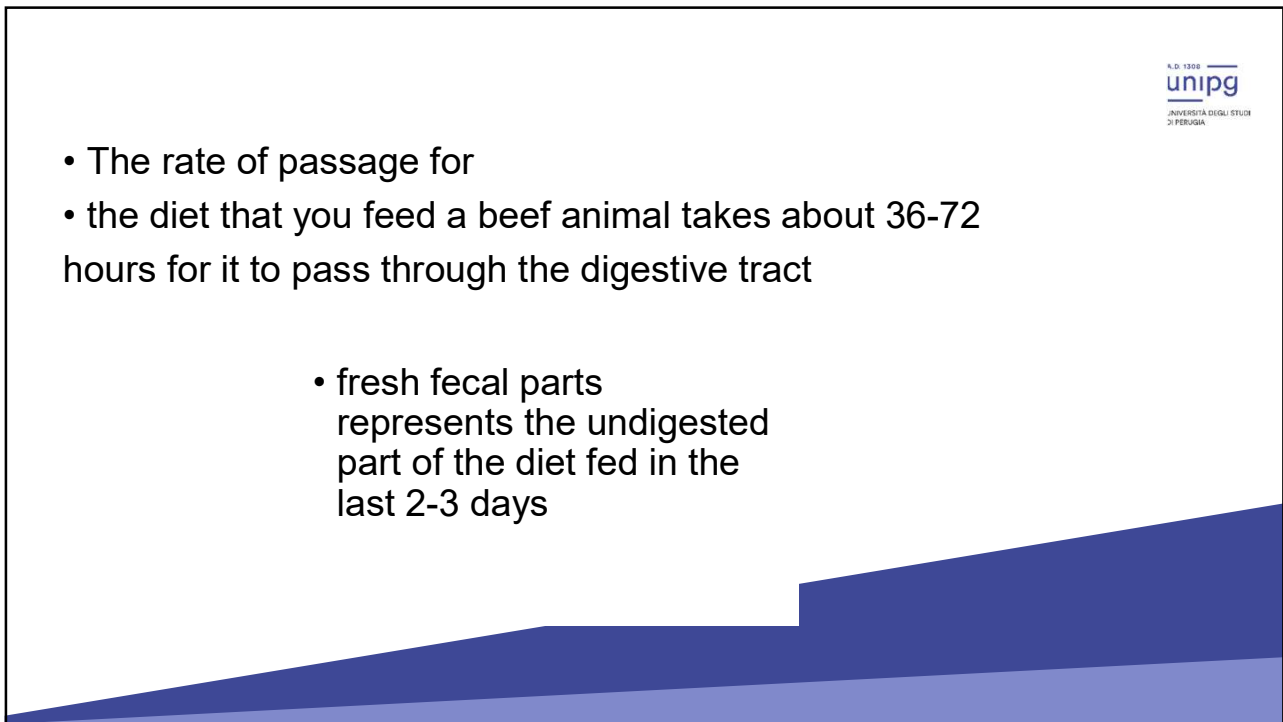 A.D. 1308
unipg
UNIVERSITÀ DEGLI STUDI
DI PERUGIA
• The rate of passage for
• the diet that you feed a beef animal takes about 36-72
hours for it to pass through the digestive tract
• fresh fecal parts
represents the undigested
part of the diet fed in the
last 2-3 days